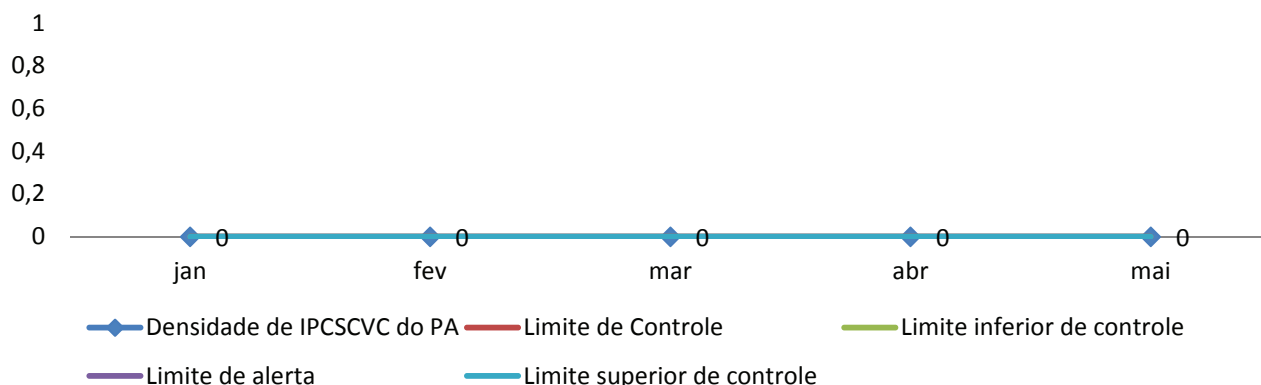 1
0,8
0,6
0,4
0,2
0
0 0 0 0 0
jan fev mar abr mai
Densidade de IPCSCVC do PA Limite de Controle Limite inferior de controle
Limite de alerta Limite superior de controle